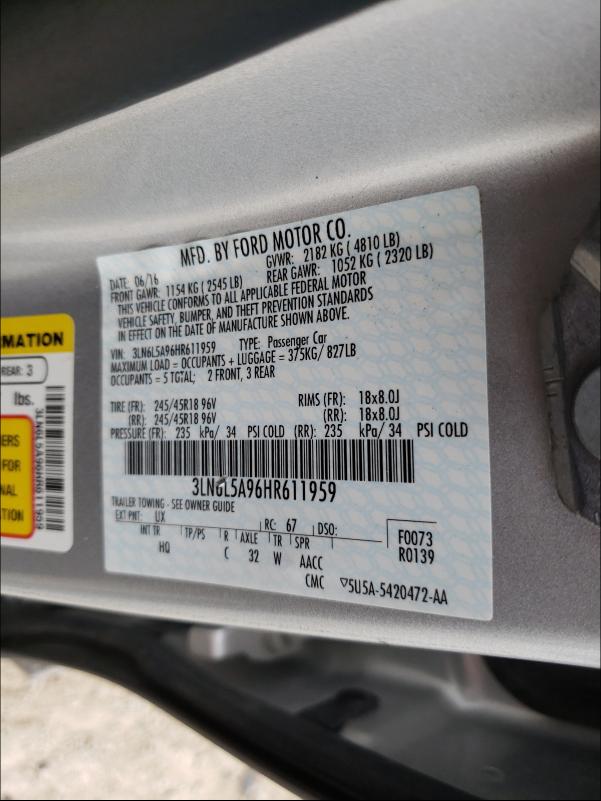 MFD. BY FORD MOTOR CO.
DATE: 06/16 GVWR: 2182 KG ( 4810 LB)
FRONT GAWR: 1154 KG ( 2545 LB) REAR GAWR: 1052 KG ( 2320 LB)
THIS VEHICLE CONFORMS TO ALL APPLICABLE FEDERAL MOTOR
VEHICLE SAFETY, BUMPER, AND THEFT PREVENTION STANDARDS
IN EFFECT ON THE DATE OF MANUFACTURE SHOWN ABOVE.
VIN: 3LN6L5A96HR611959 TYPE: Passenger Car
MAXIMUM LOAD = OCCUPANTS + LUGGAGE = 375KG/ 827LB
OCCUPANTS = 5 TOTAL; 2 FRONT, 3 REAR
TIRE (FR): 245/45R18 96V RIMS (FR): 18x8.0J
(RR): 245/45R18 96V (RR): 18x8.0J
PRESSURE (FR): 235 kPa/ 34 PSI COLD (RR): 235 kPa/ 34 PSI COLD
3LN6L5A96HR611959
TRAILER TOWING - SEE OWNER GUIDE
EXT PNT: UX RC: 67 DSO:
INT TR TP/PS R AXLE TR SPR
HQ C 32 W AACC
CMC
F0073
R0139
▽5U5A-5420472-AA
RMATION
REAR: 3
lbs.
3LN6L5A96HR611959
ERS
FOR
NAL
TION